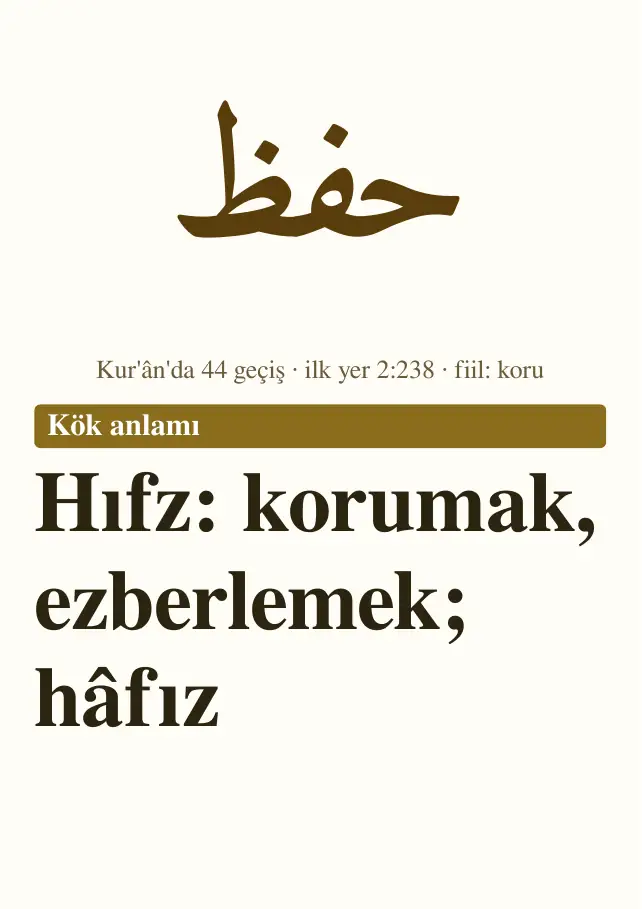 حفظ
Kur'ân'da 44 geçiş · ilk yer 2:238 · fiil: koru
Kök anlamı
Hıfz: korumak,
ezberlemek;
hâfız